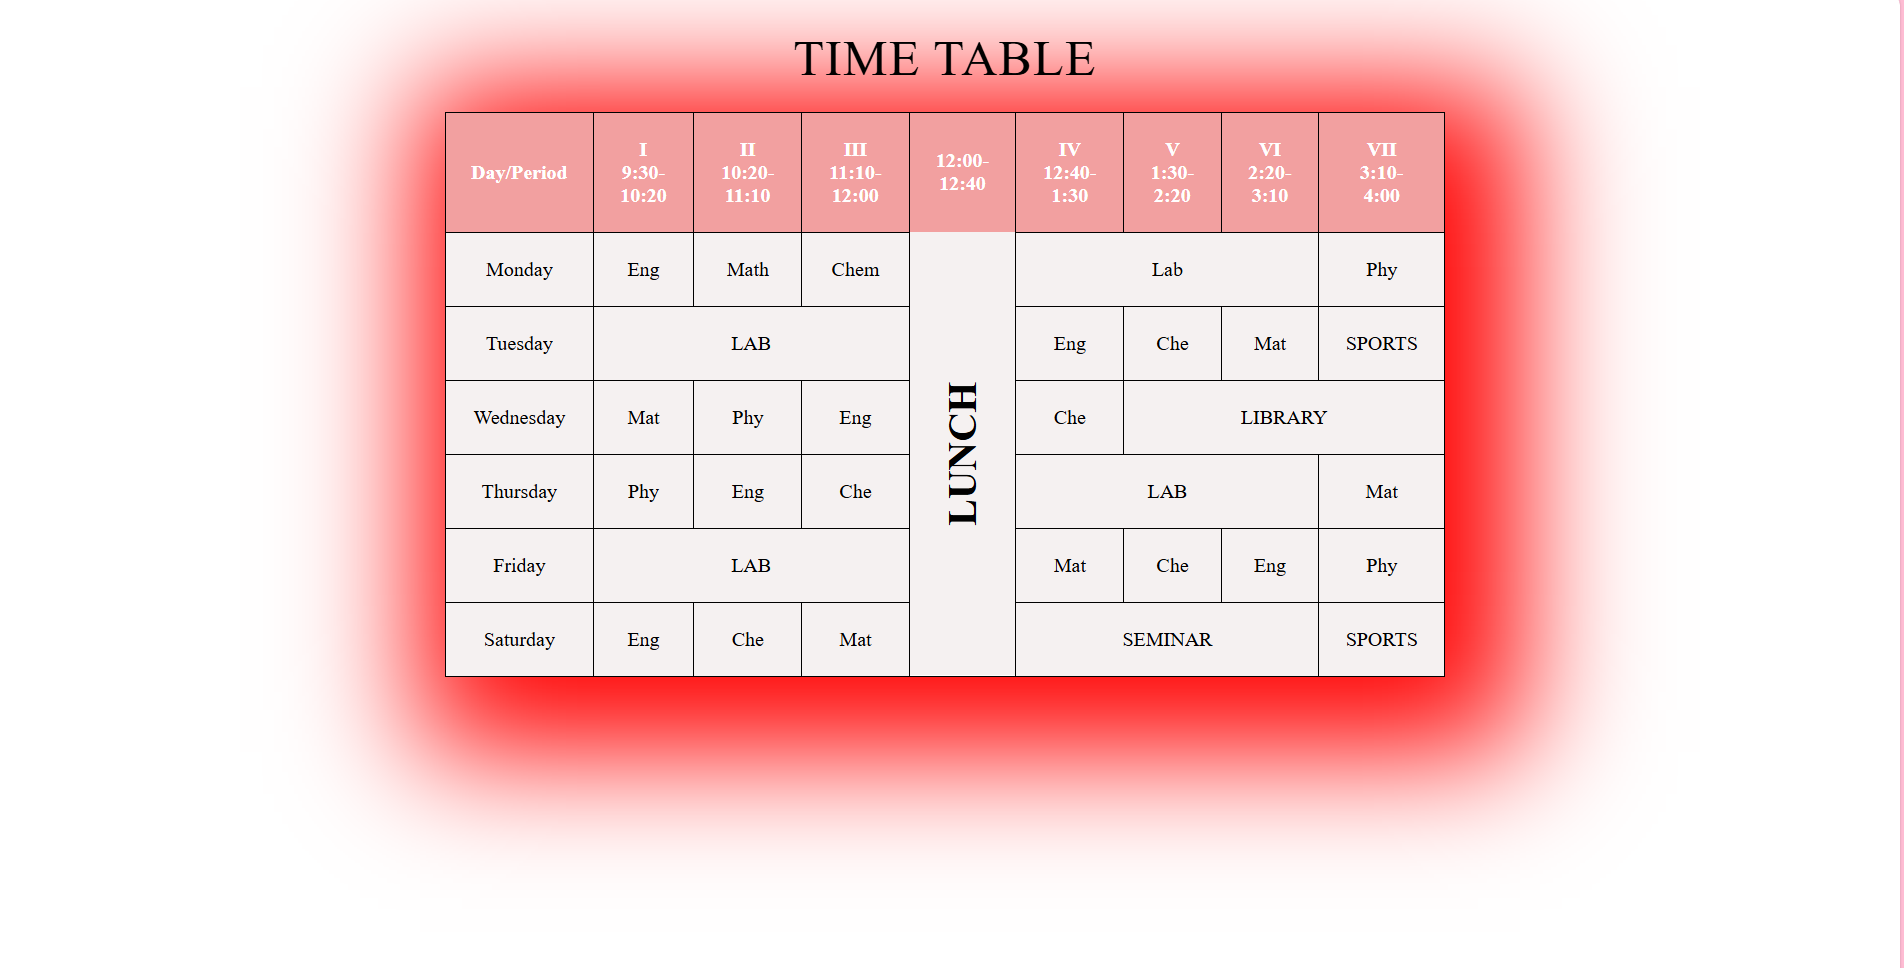 TIME TABLE
Day/Period I 9:30-10:20 II 10:20-11:10 III 11:10-12:00 12:00-12:40 IV 12:40-1:30 V 1:30-2:20 VI 2:20-3:10 VII 3:10-4:00
Monday Eng Math Chem LUNCH Lab Phy
Tuesday LAB Eng Che Mat SPORTS
Wednesday Mat Phy Eng Che LIBRARY
Thursday Phy Eng Che LAB Mat
Friday LAB Mat Che Eng Phy
Saturday Eng Che Mat SEMINAR SPORTS